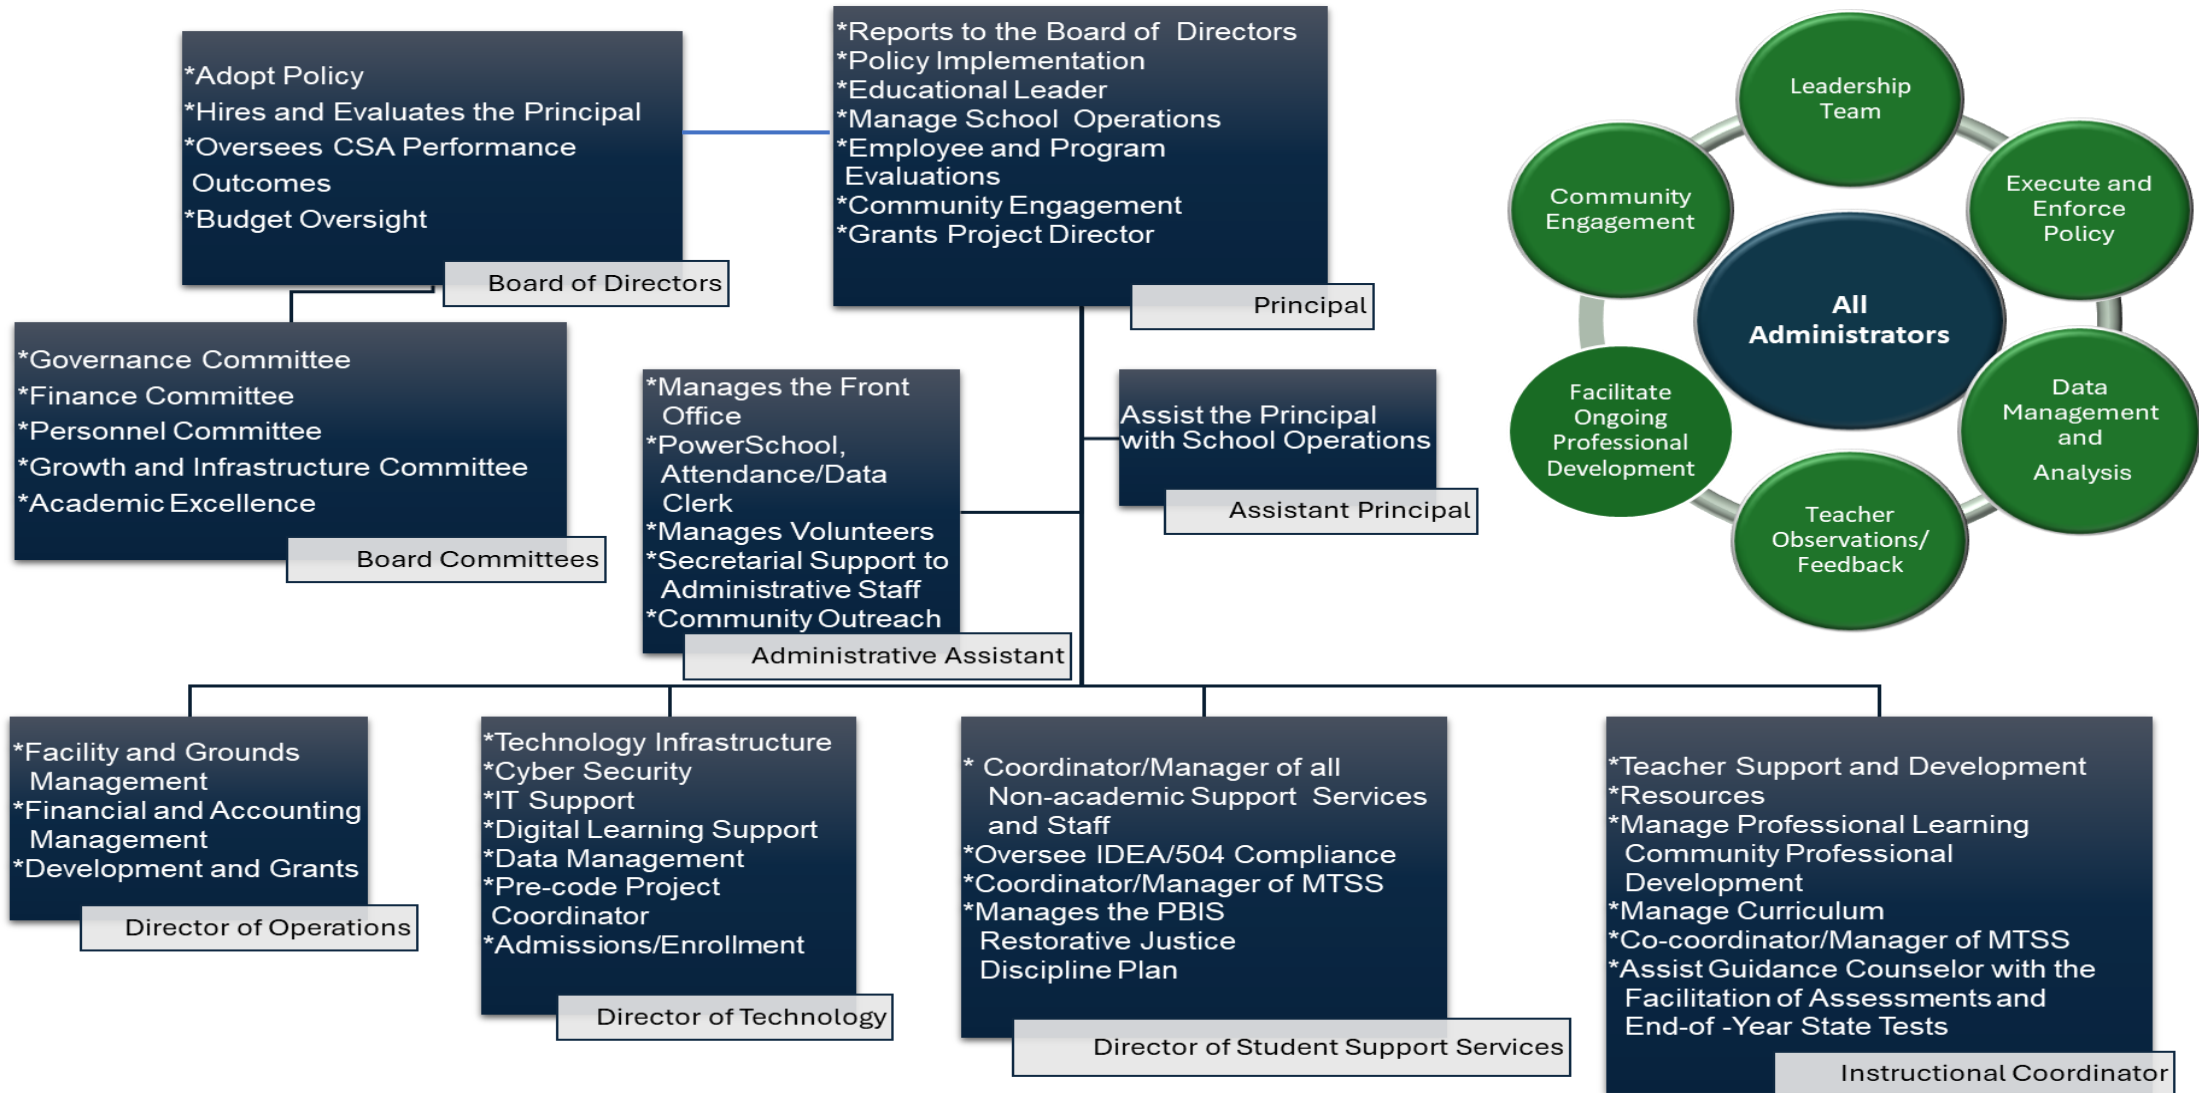 *Adopt Policy
*Hires and Evaluates the Principal
*Oversees CSA Performance
Outcomes
*Budget Oversight
Board of Directors
*Reports to the Board of Directors
*Policy Implementation
*Educational Leader
*Manage School Operations
*Employee and Program
Evaluations
*Community Engagement
*Grants Project Director
Principal
Leadership
Team
Execute and
Enforce
Policy
Data
Management
and
Analysis
Teacher
Observations/
Feedback
Facilitate
Ongoing
Professional
Development
Community
Engagement
All
Administrators
*Governance Committee
*Finance Committee
*Personnel Committee
*Growth and Infrastructure Committee
*Academic Excellence
Board Committees
*Manages the Front
Office
*PowerSchool,
Attendance/Data
Clerk
*Manages Volunteers
*Secretarial Support to
Administrative Staff
*Community Outreach
Administrative Assistant
Assist the Principal
with School Operations
Assistant Principal
*Facility and Grounds
Management
*Financial and Accounting
Management
*Development and Grants
Director of Operations
*Technology Infrastructure
*Cyber Security
*IT Support
*Digital Learning Support
*Data Management
*Pre-code Project
Coordinator
*Admissions/Enrollment
Director of Technology
* Coordinator/Manager of all
Non-academic Support Services
and Staff
*Oversee IDEA/504 Compliance
*Coordinator/Manager of MTSS
*Manages the PBIS
Restorative Justice
Discipline Plan
Director of Student Support Services
*Teacher Support and Development
*Resources
*Manage Professional Learning
Community Professional
Development
*Manage Curriculum
*Co-coordinator/Manager of MTSS
*Assist Guidance Counselor with the
Facilitation of Assessments and
End-of -Year State Tests
Instructional Coordinator